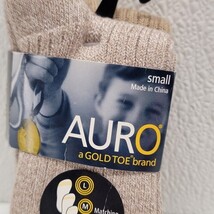 small
Made in China
AURO
a GOLD TOE brand
L
M
Matching